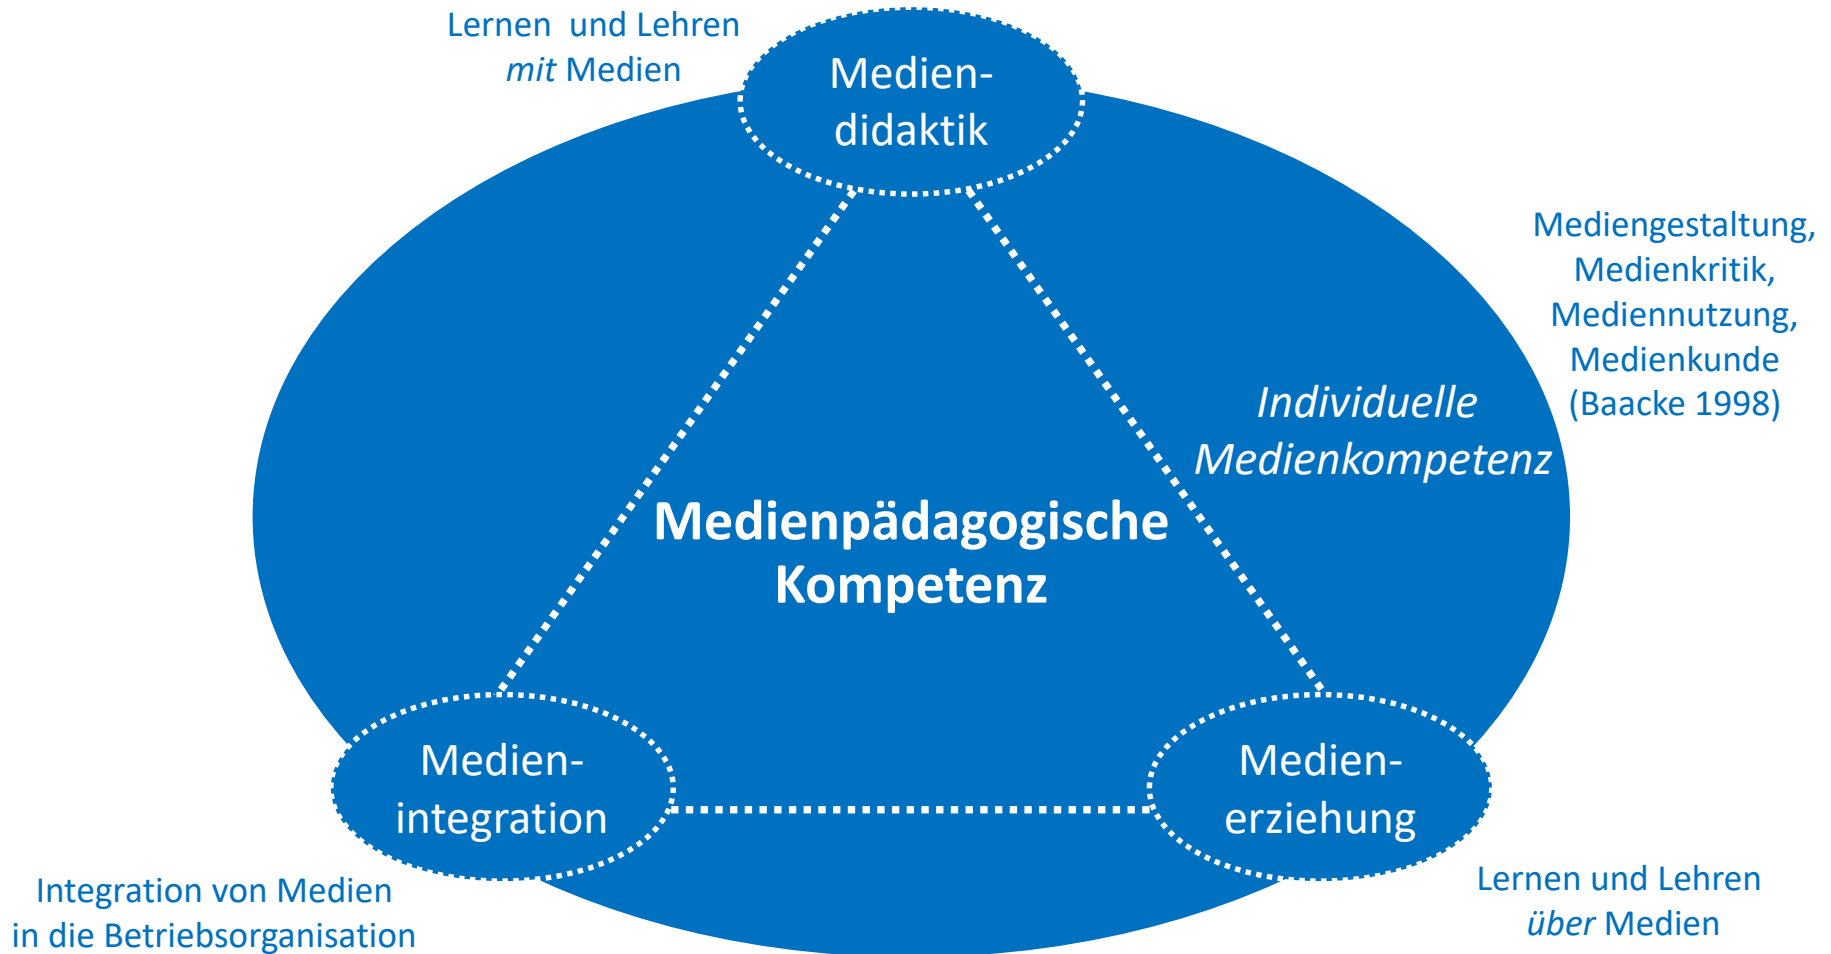 Lernen und Lehren
mit Medien
Medien-
didaktik
Mediengestaltung,
Medienkritik,
Mediennutzung,
Medienkunde
(Baacke 1998)
Individuelle
Medienkompetenz
Medienpädagogische
Kompetenz
Medien-
integration
Medien-
erziehung
Integration von Medien
in die Betriebsorganisation
Lernen und Lehren
über Medien